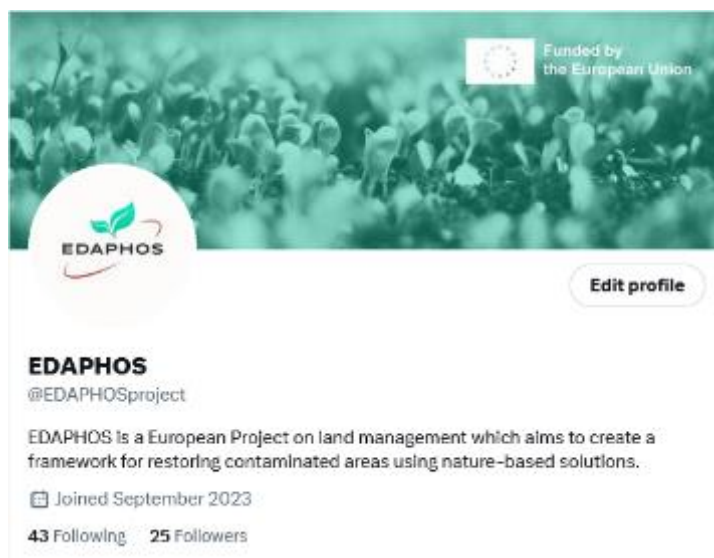 Funded by
the European Union
EDAPHOS
Edit profile
EDAPHOS
@EDAPHOSproject
EDAPHOS is a European Project on land management which aims to create a
framework for restoring contaminated areas using nature-based solutions.
Joined September 2023
43 Following 25 Followers